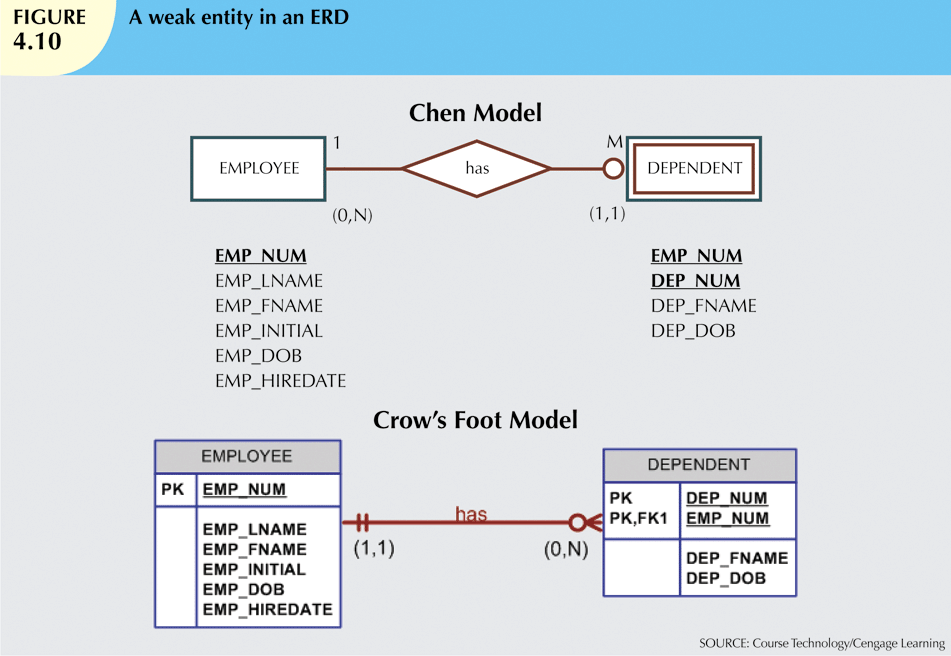 FIGURE
4.10
A weak entity in an ERD
Chen Model
1
M
EMPLOYEE
has
DEPENDENT
(0,N)
(1,1)
EMP_NUM
EMP_LNAME
EMP_FNAME
EMP_INITIAL
EMP_DOB
EMP_HIREDATE
EMP_NUM
DEP_NUM
DEP_FNAME
DEP_DOB
Crow’s Foot Model
EMPLOYEE
PK EMP_NUM
EMP_LNAME
EMP_FNAME
EMP_INITIAL
EMP_DOB
EMP_HIREDATE
has
(1,1)
(0,N)
DEPENDENT
PK DEP_NUM
PK,FK1 EMP_NUM
DEP_FNAME
DEP_DOB
SOURCE: Course Technology/Cengage Learning